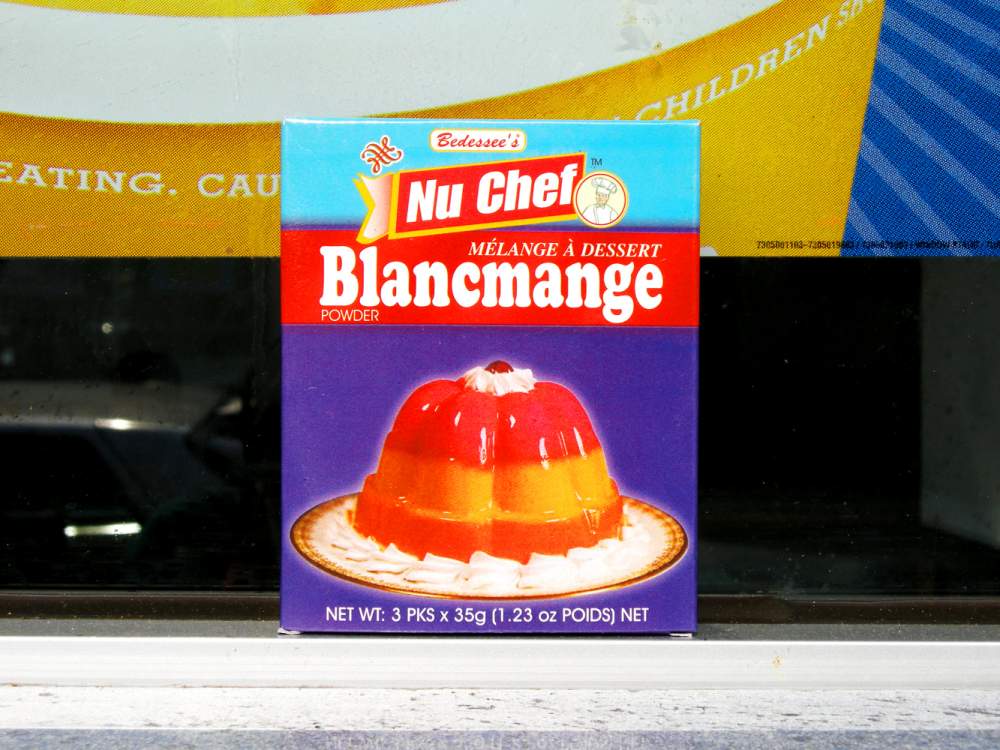 CHILDREN
EATING. CAU
Bedessee's
Nu Chef
TM
MÉLANGE À DESSERT
Blancmange
POWDER
NET WT: 3 PKS x 35g (1.23 oz POIDS) NET